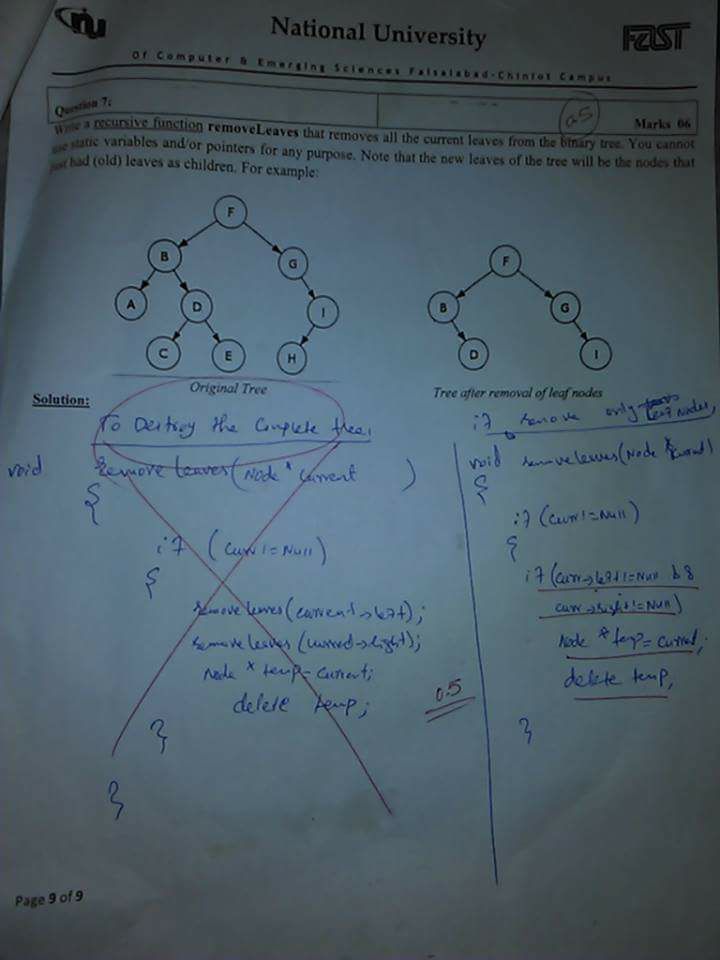 nu
National University
FAST
Of Computer & Emerging Sciences Faisalabad-Chiniot Campus
Question 7:
0.5
Marks 06
Write a recursive function removeLeaves that removes all the current leaves from the binary tree. You cannot
use static variables and/or pointers for any purpose. Note that the new leaves of the tree will be the nodes that
just had (old) leaves as children. For example:
F
B
G
A
D
I
C
E
H
F
B
G
D
I
Original Tree
Tree after removal of leaf nodes
Solution:
To Destroy the Complete tree.
void removeleaves(Node * current )
{
if (curr != Null)
{
removeleaves(current->left);
removeleaves(current->right);
Node * temp = current;
delete temp;
}
}
0.5
if remove only leaf nodes,
void removeleaves(Node * current)
{
if (curr != Null)
{
if (curr->left != Null &&
curr->right != Null)
Node * temp = current;
delete temp,
}
Page 9 of 9